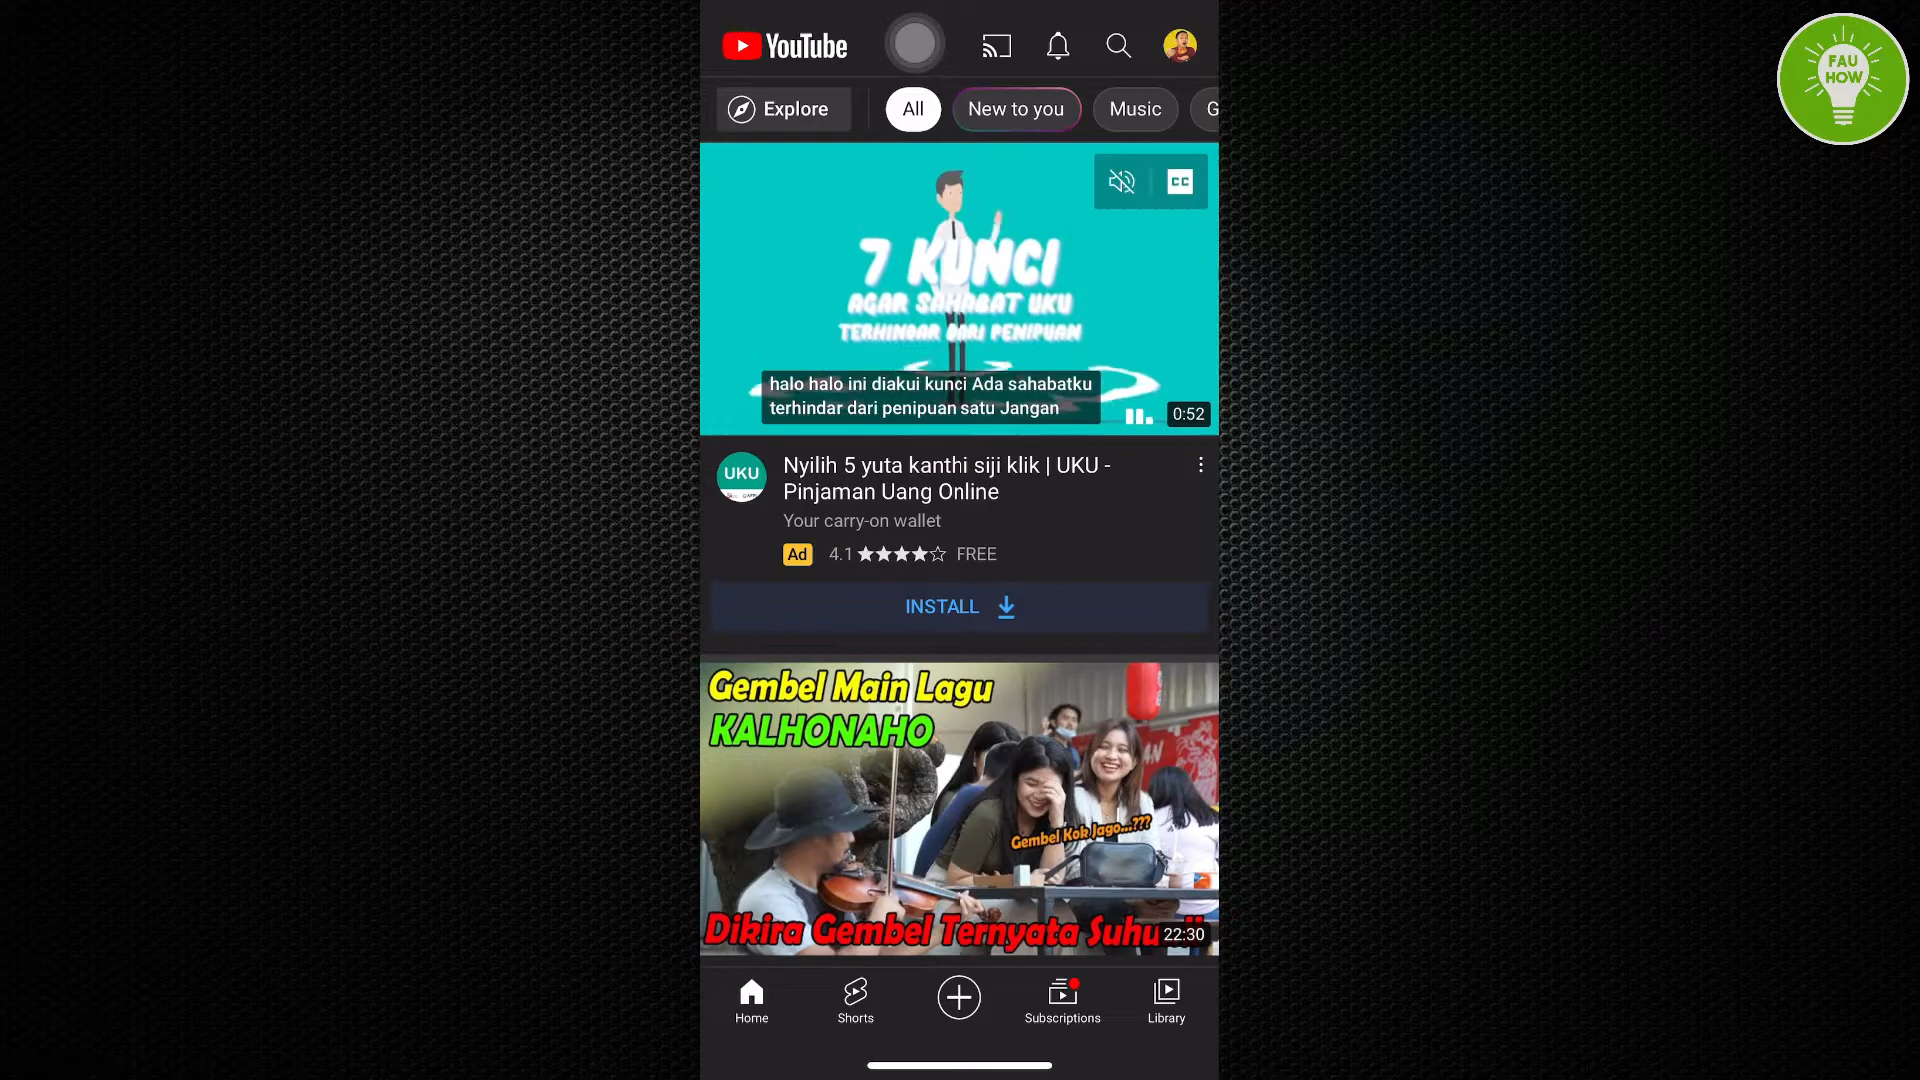 YouTube
FAU
HOW
Explore
All
New to you
Music
G
CC
7 KUNCI
AGAR SAHABAT UKU
TERHINDAR DARI PENIPUAN
halo halo ini diakui kunci Ada sahabatku
terhindar dari penipuan satu Jangan
0:52
UKU
Nyilih 5 yuta kanthi siji klik | UKU -
Pinjaman Uang Online
Your carry-on wallet
Ad 4.1 FREE
INSTALL
Gembel Main Lagu
KALHONAHO
Gembel Kok Jago...???
Dikira Gembel Ternyata Suhu
22:30
Home
Shorts
Subscriptions
Library